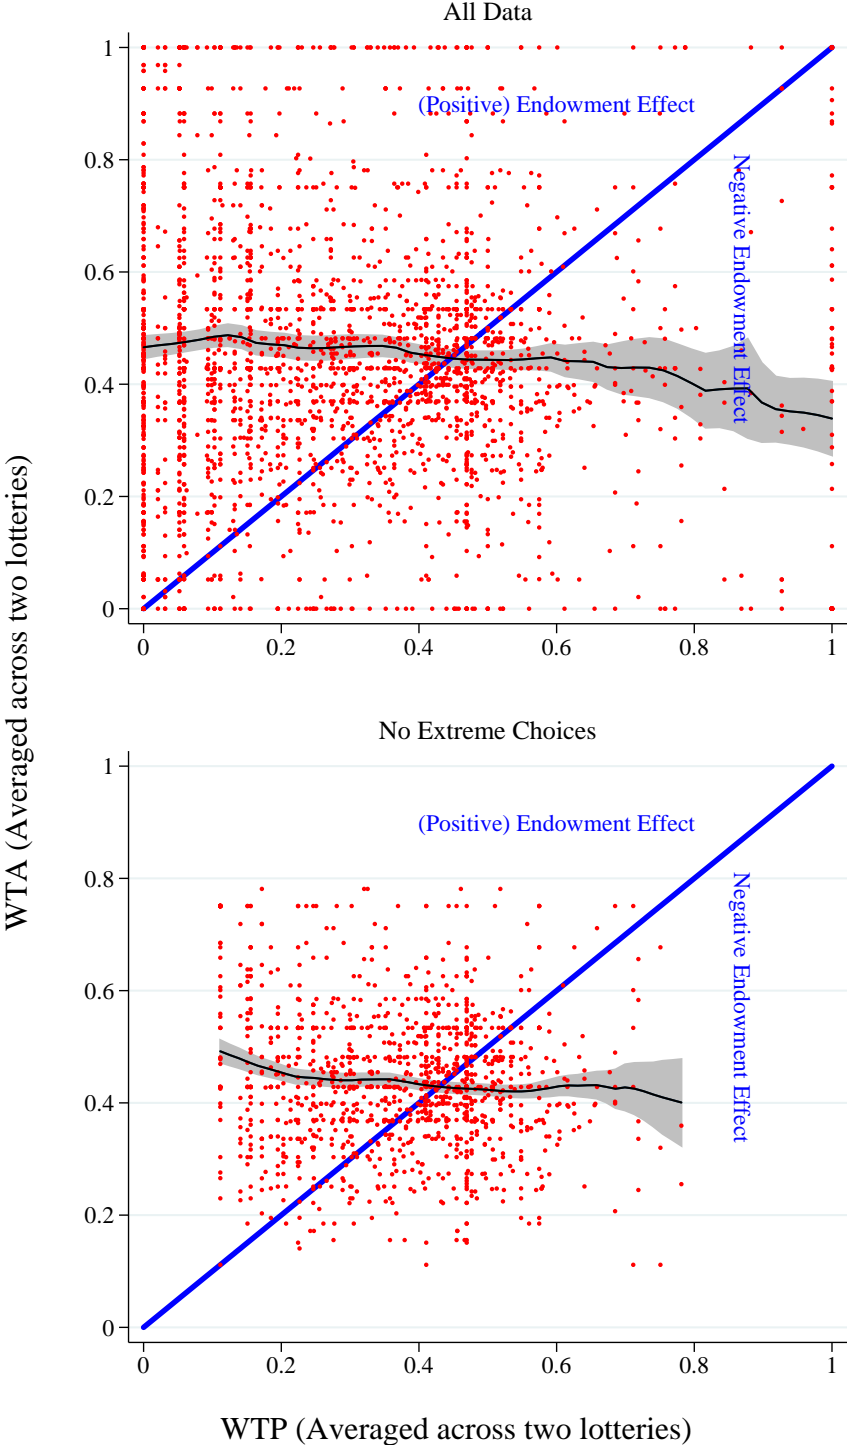 All Data
1
0.8
0.6
0.4
0.2
0
(Positive) Endowment Effect
Negative Endowment Effect
0 0.2 0.4 0.6 0.8 1
WTA (Averaged across two lotteries)
No Extreme Choices
1
0.8
0.6
0.4
0.2
0
(Positive) Endowment Effect
Negative Endowment Effect
0 0.2 0.4 0.6 0.8 1
WTP (Averaged across two lotteries)